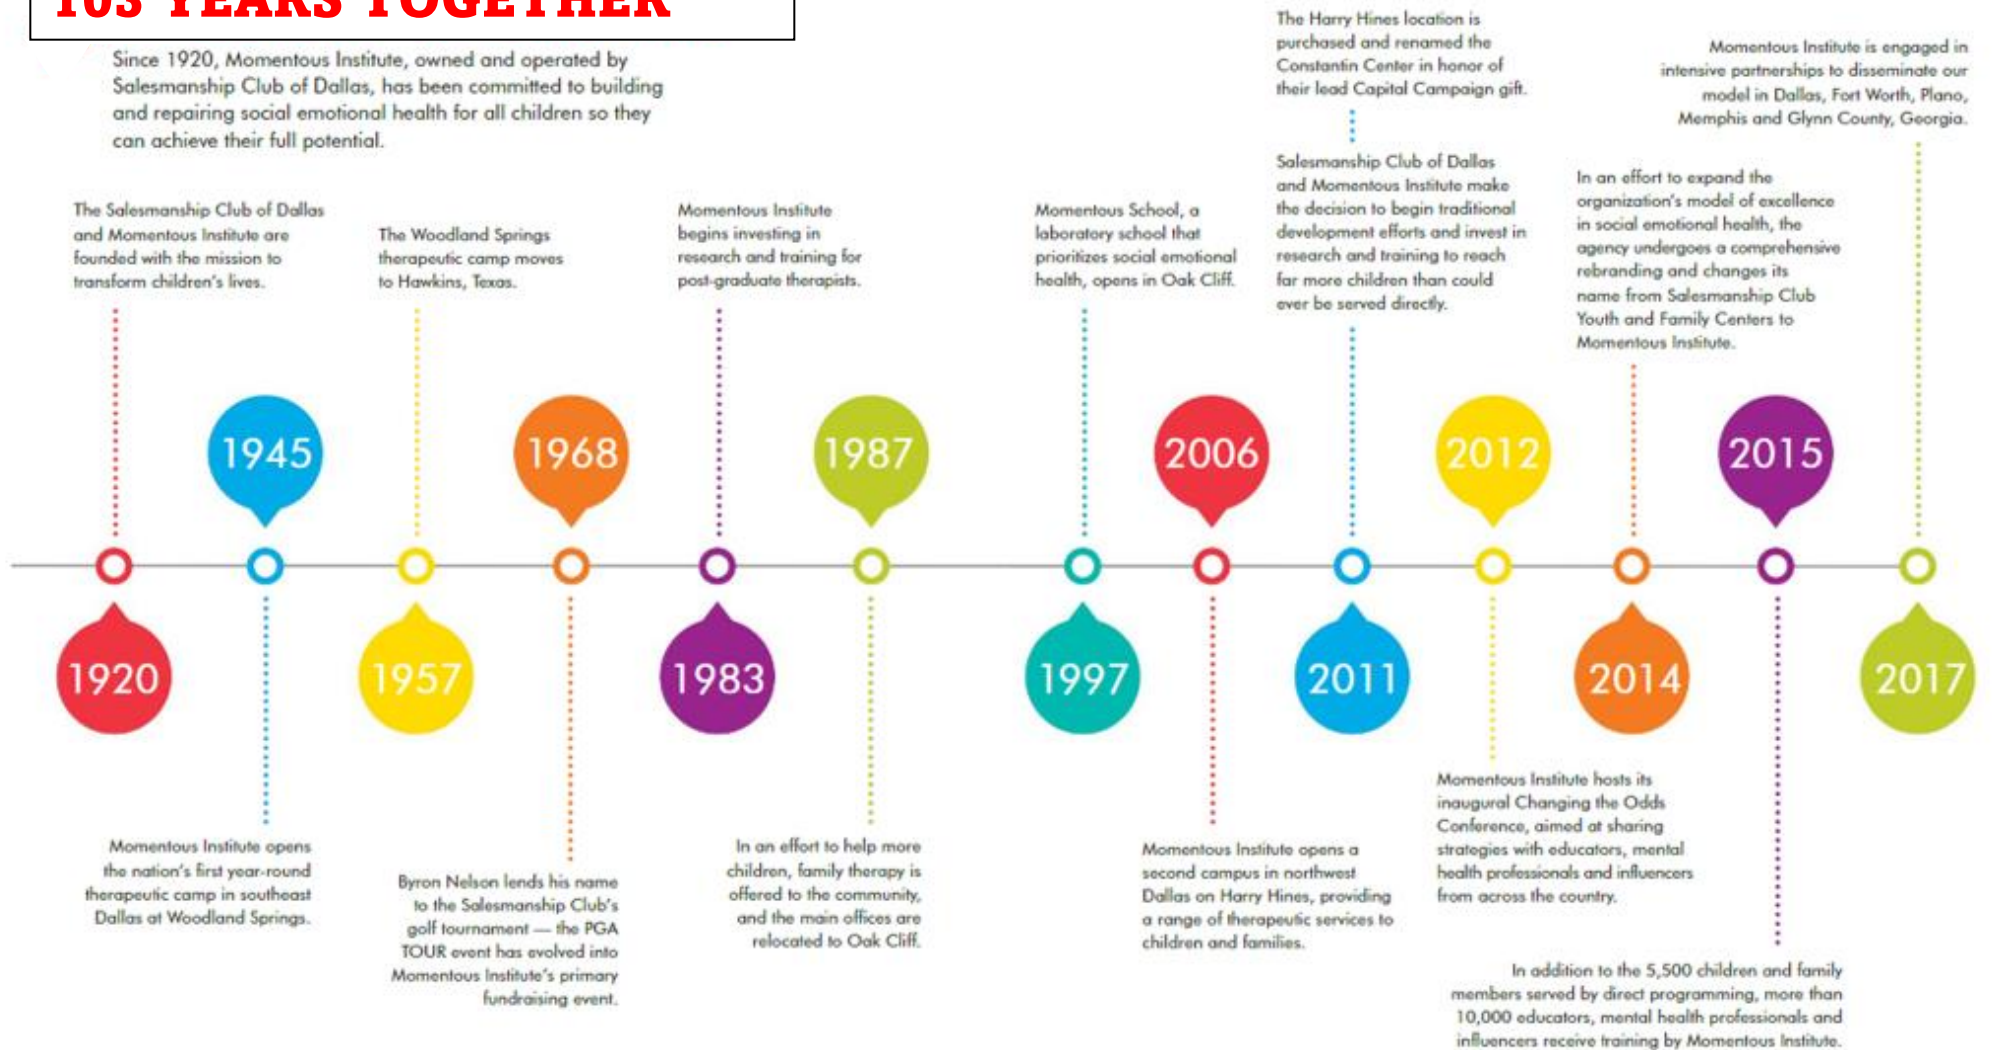 103 YEARS TOGETHER
Since 1920, Momentous Institute, owned and operated by
Salesmanship Club of Dallas, has been committed to building
and repairing social emotional health for all children so they
can achieve their full potential.
The Salesmanship Club of Dallas
and Momentous Institute are
founded with the mission to
transform children's lives.
1920
1945
Momentous Institute opens
the nation's first year-round
therapeutic camp in southeast
Dallas at Woodland Springs.
The Woodland Springs
therapeutic camp moves
to Hawkins, Texas.
1957
1968
Byron Nelson lends his name
to the Salesmanship Club's
golf tournament — the PGA
TOUR event has evolved into
Momentous Institute's primary
fundraising event.
Momentous Institute
begins investing in
research and training for
post-graduate therapists.
1983
1987
In an effort to help more
children, family therapy is
offered to the community,
and the main offices are
relocated to Oak Cliff.
Momentous School, a
laboratory school that
prioritizes social emotional
health, opens in Oak Cliff.
1997
2006
Momentous Institute opens a
second campus in northwest
Dallas on Harry Hines, providing
a range of therapeutic services to
children and families.
The Harry Hines location is
purchased and renamed the
Constantin Center in honor of
their lead Capital Campaign gift.
Salesmanship Club of Dallas
and Momentous Institute make
the decision to begin traditional
development efforts and invest in
research and training to reach
far more children than could
ever be served directly.
2011
2012
Momentous Institute hosts its
inaugural Changing the Odds
Conference, aimed at sharing
strategies with educators, mental
health professionals and influencers
from across the country.
In an effort to expand the
organization's model of excellence
in social emotional health, the
agency undergoes a comprehensive
rebranding and changes its
name from Salesmanship Club
Youth and Family Centers to
Momentous Institute.
2014
2015
In addition to the 5,500 children and family
members served by direct programming, more than
10,000 educators, mental health professionals and
influencers receive training by Momentous Institute.
Momentous Institute is engaged in
intensive partnerships to disseminate our
model in Dallas, Fort Worth, Plano,
Memphis and Glynn County, Georgia.
2017